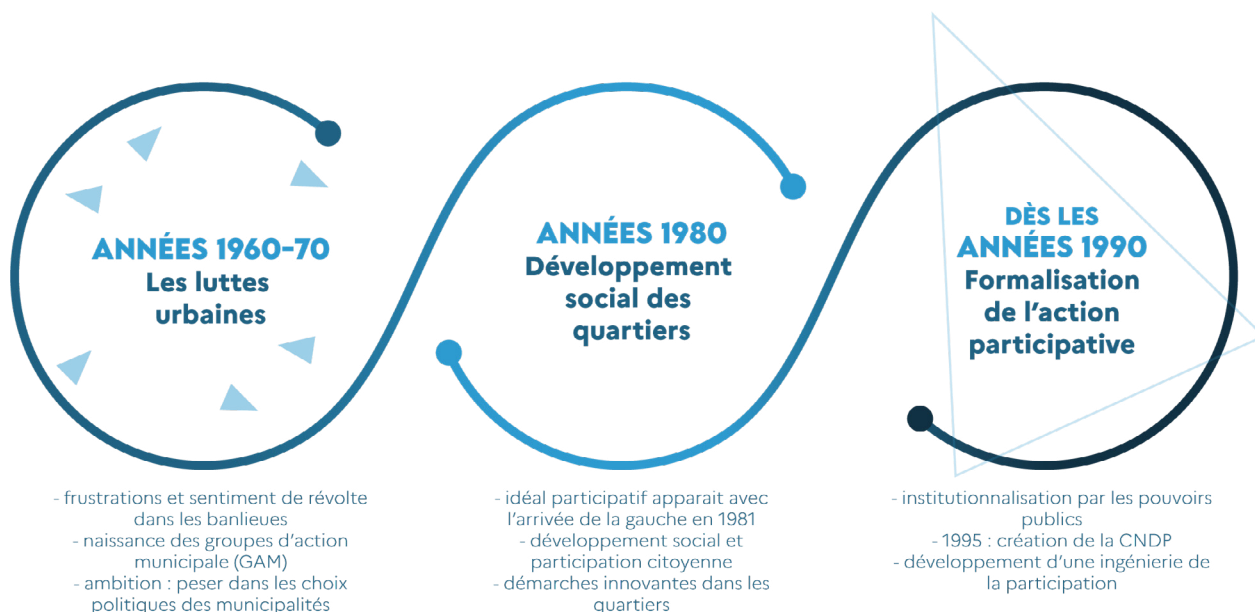 ANNÉES 1960-70
Les luttes
urbaines
- frustrations et sentiment de révolte
dans les banlieues
- naissance des groupes d'action
municipale (GAM)
- ambition : peser dans les choix
politiques des municipalités
ANNÉES 1980
Développement
social des
quartiers
- idéal participatif apparait avec
l'arrivée de la gauche en 1981
- développement social et
participation citoyenne
- démarches innovantes dans les
quartiers
DÈS LES
ANNÉES 1990
Formalisation
de l'action
participative
- institutionnalisation par les pouvoirs
publics
- 1995 : création de la CNDP
- développement d'une ingénierie de
la participation